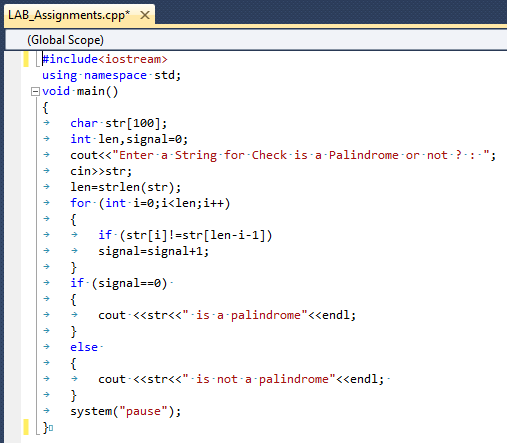 LAB_Assignments.cpp*
(Global Scope)
#include<iostream>
using namespace std;
void main()
{
char str[100];
int len,signal=0;
cout<<"Enter a String for Check is a Palindrome or not ? : ";
cin>>str;
len=strlen(str);
for (int i=0;i<len;i++)
{
if (str[i]!=str[len-i-1])
signal=signal+1;
}
if (signal==0)
{
cout <<str<<" is a palindrome"<<endl;
}
else
{
cout <<str<<" is not a palindrome"<<endl;
}
system("pause");
}